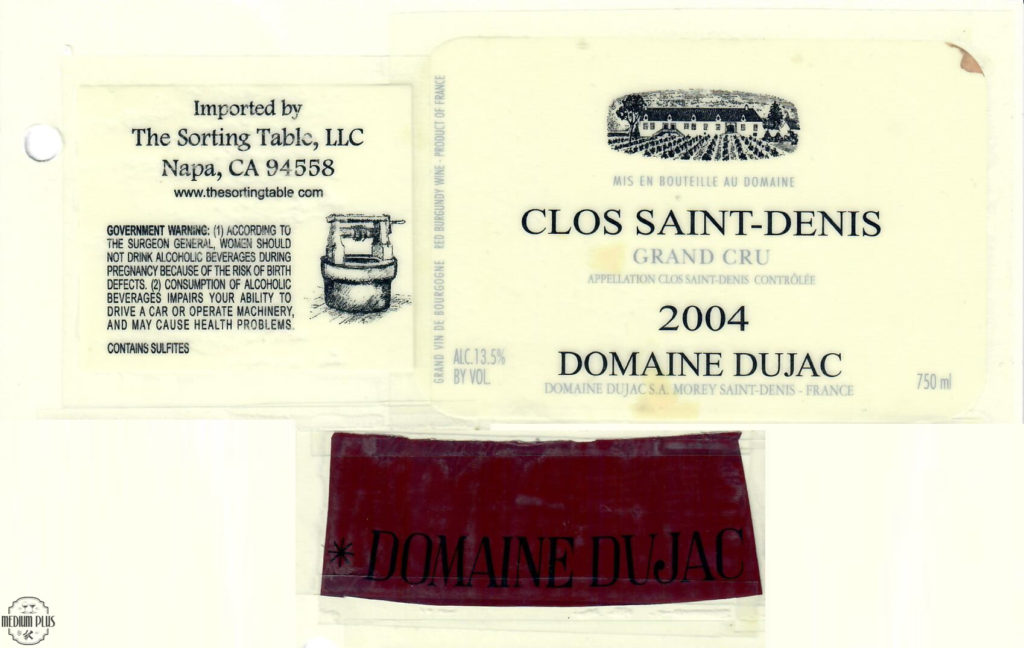 Imported by
The Sorting Table, LLC
Napa, CA 94558
www.thesortingtable.com
GOVERNMENT WARNING: (1) ACCORDING TO
THE SURGEON GENERAL, WOMEN SHOULD
NOT DRINK ALCOHOLIC BEVERAGES DURING
PREGNANCY BECAUSE OF THE RISK OF BIRTH
DEFECTS. (2) CONSUMPTION OF ALCOHOLIC
BEVERAGES IMPAIRS YOUR ABILITY TO
DRIVE A CAR OR OPERATE MACHINERY,
AND MAY CAUSE HEALTH PROBLEMS.
CONTAINS SULFITES
GRAND VIN DE BOURGOGNE RED BURGUNDY WINE - PRODUCT OF FRANCE
MIS EN BOUTEILLE AU DOMAINE
CLOS SAINT-DENIS
GRAND CRU
APPELLATION CLOS SAINT-DENIS CONTRÔLÉE
2004
ALC.13.5%
BY VOL.
DOMAINE DUJAC
DOMAINE DUJAC S.A. MOREY SAINT-DENIS - FRANCE
750 ml
* DOMAINE DUJAC
MEDIUM PLUS